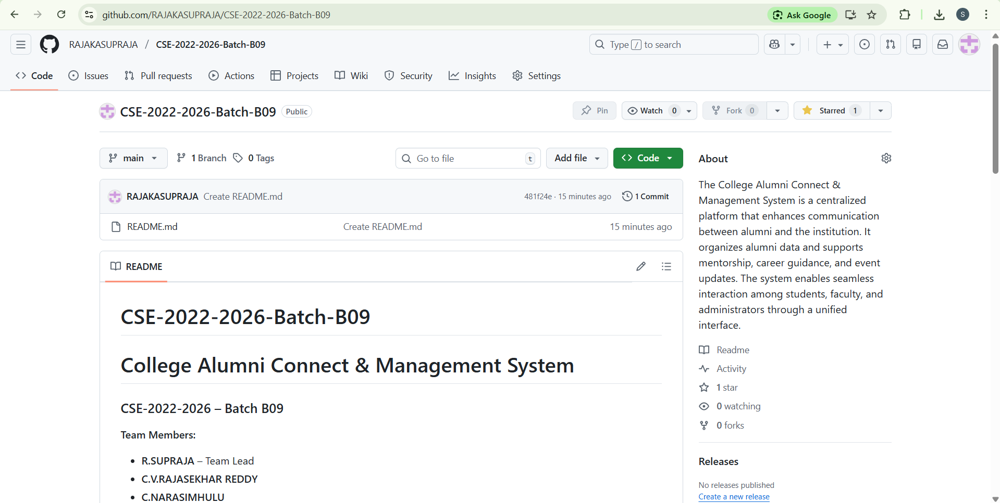 github.com/RAJAKASUPRAJA/CSE-2022-2026-Batch-B09
Ask Google
S
RAJAKASUPRAJA / CSE-2022-2026-Batch-B09
Type / to search
Code
Issues
Pull requests
Actions
Projects
Wiki
Security
Insights
Settings
CSE-2022-2026-Batch-B09
Public
Pin
Watch 0
Fork 0
Starred 1
main
1 Branch
0 Tags
Go to file
t
Add file
Code
RAJAKASUPRAJA Create README.md
481f24e · 15 minutes ago
1 Commit
README.md
Create README.md
15 minutes ago
README
CSE-2022-2026-Batch-B09
College Alumni Connect & Management System
CSE-2022-2026 – Batch B09
Team Members:
• R.SUPRAJA – Team Lead
• C.V.RAJASEKHAR REDDY
• C.NARASIMHULU
About
The College Alumni Connect &
Management System is a centralized
platform that enhances communication
between alumni and the institution. It
organizes alumni data and supports
mentorship, career guidance, and event
updates. The system enables seamless
interaction among students, faculty, and
administrators through a unified
interface.
Readme
Activity
1 star
0 watching
0 forks
Releases
No releases published
Create a new release